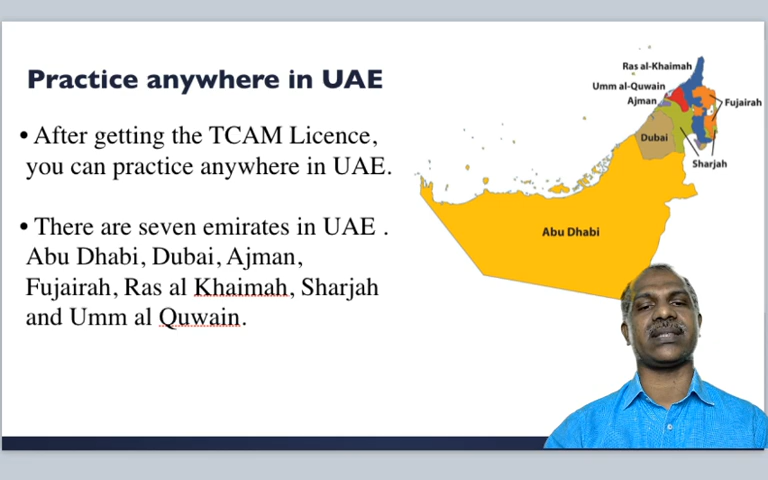 Practice anywhere in UAE
• After getting the TCAM Licence,
you can practice anywhere in UAE.
• There are seven emirates in UAE .
Abu Dhabi, Dubai, Ajman,
Fujairah, Ras al Khaimah, Sharjah
and Umm al Quwain.
Ras al-Khaimah
Umm al-Quwain
Ajman
Fujairah
Dubai
Sharjah
Abu Dhabi